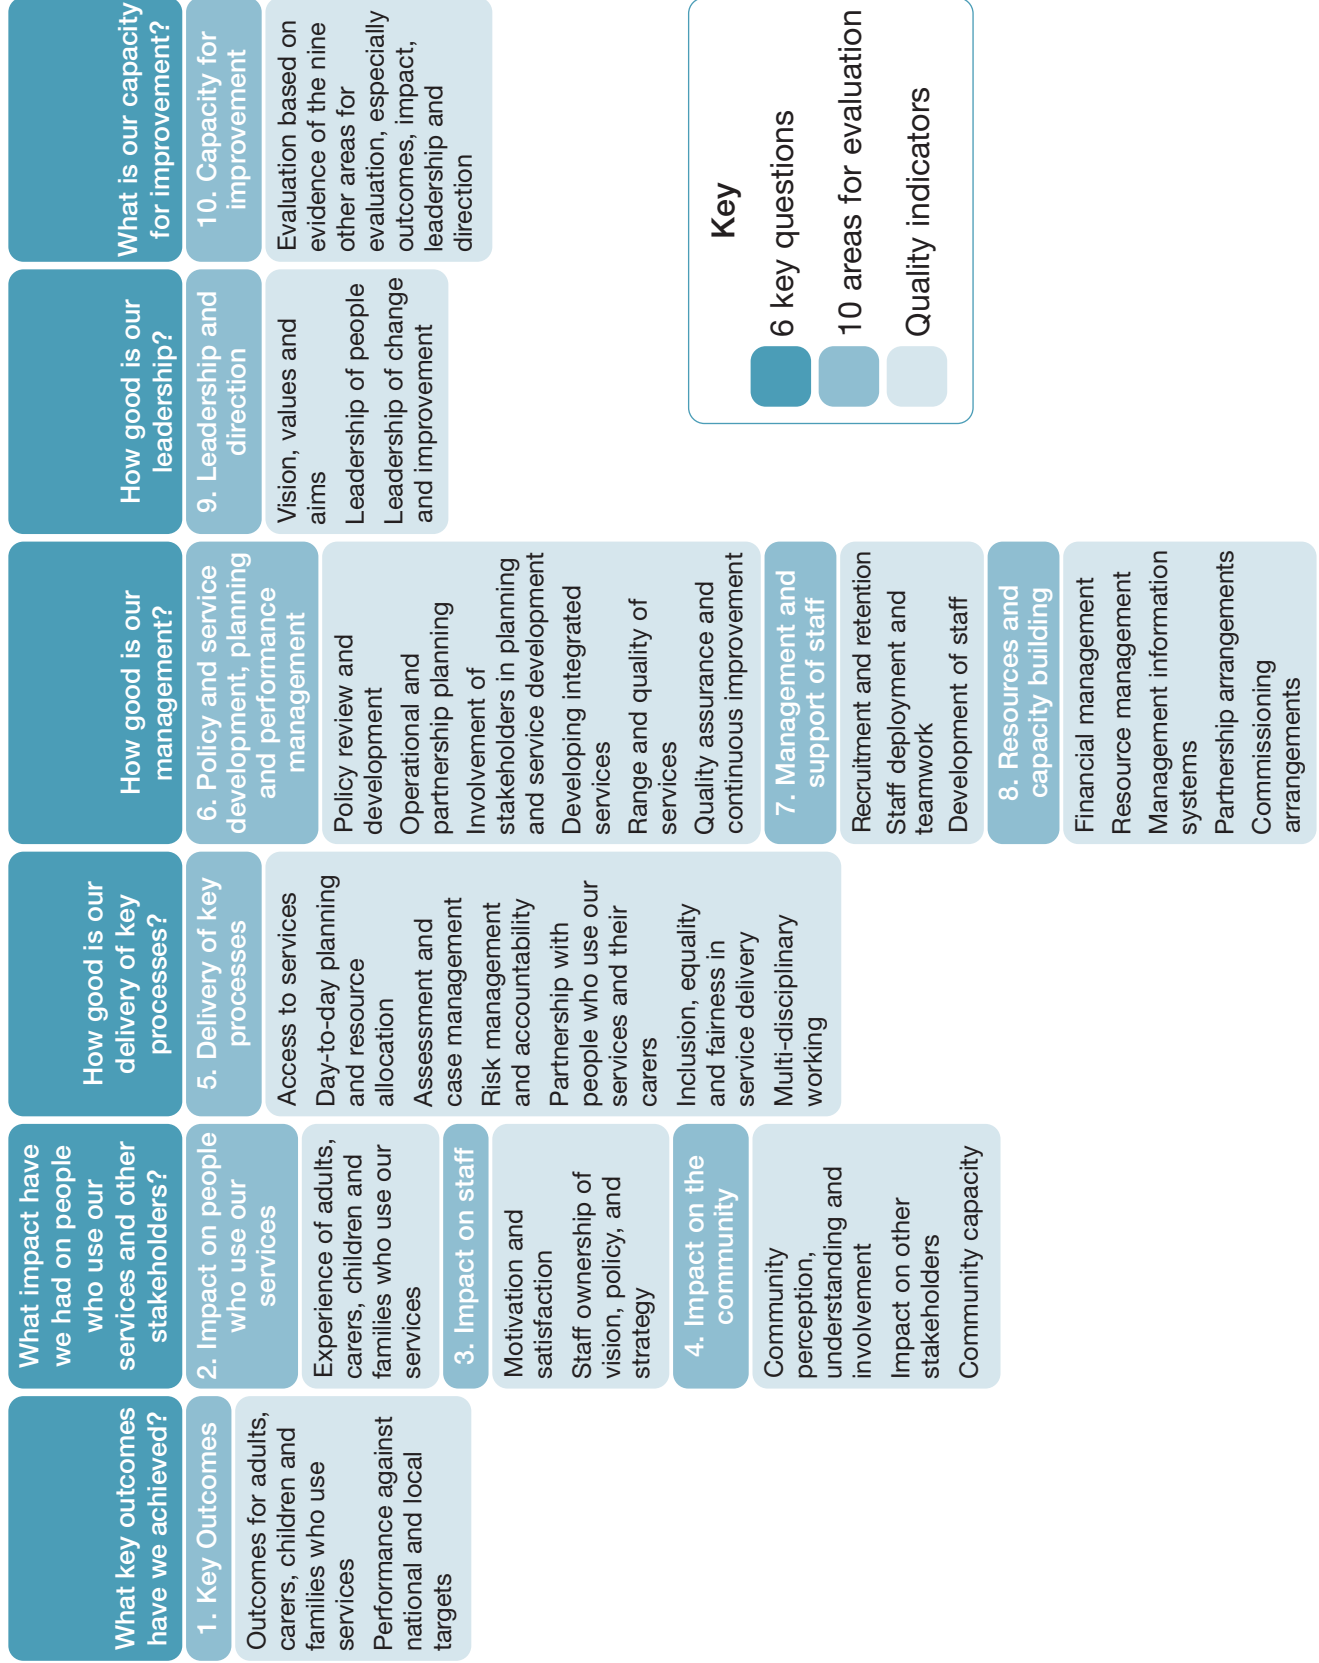 What key outcomes
have we achieved?
1. Key Outcomes
Outcomes for adults,
carers, children and
families who use
services
Performance against
national and local
targets
What impact have
we had on people
who use our
services and other
stakeholders?
2. Impact on people
who use our
services
Experience of adults,
carers, children and
families who use our
services
3. Impact on staff
Motivation and
satisfaction
Staff ownership of
vision, policy, and
strategy
4. Impact on the
community
Community
perception,
understanding and
involvement
Impact on other
stakeholders
Community capacity
How good is our
delivery of key
processes?
5. Delivery of key
processes
Access to services
Day-to-day planning
and resource
allocation
Assessment and
case management
Risk management
and accountability
Partnership with
people who use our
services and their
carers
Inclusion, equality
and fairness in
service delivery
Multi-disciplinary
working
How good is our
management?
6. Policy and service
development, planning
and performance
management
Policy review and
development
Operational and
partnership planning
Involvement of
stakeholders in planning
and service development
Developing integrated
services
Range and quality of
services
Quality assurance and
continuous improvement
7. Management and
support of staff
Recruitment and retention
Staff deployment and
teamwork
Development of staff
8. Resources and
capacity building
Financial management
Resource management
Management information
systems
Partnership arrangements
Commissioning
arrangements
How good is our
leadership?
9. Leadership and
direction
Vision, values and
aims
Leadership of people
Leadership of change
and improvement
What is our capacity
for improvement?
10. Capacity for
improvement
Evaluation based on
evidence of the nine
other areas for
evaluation, especially
outcomes, impact,
leadership and
direction
Key
6 key questions
10 areas for evaluation
Quality indicators